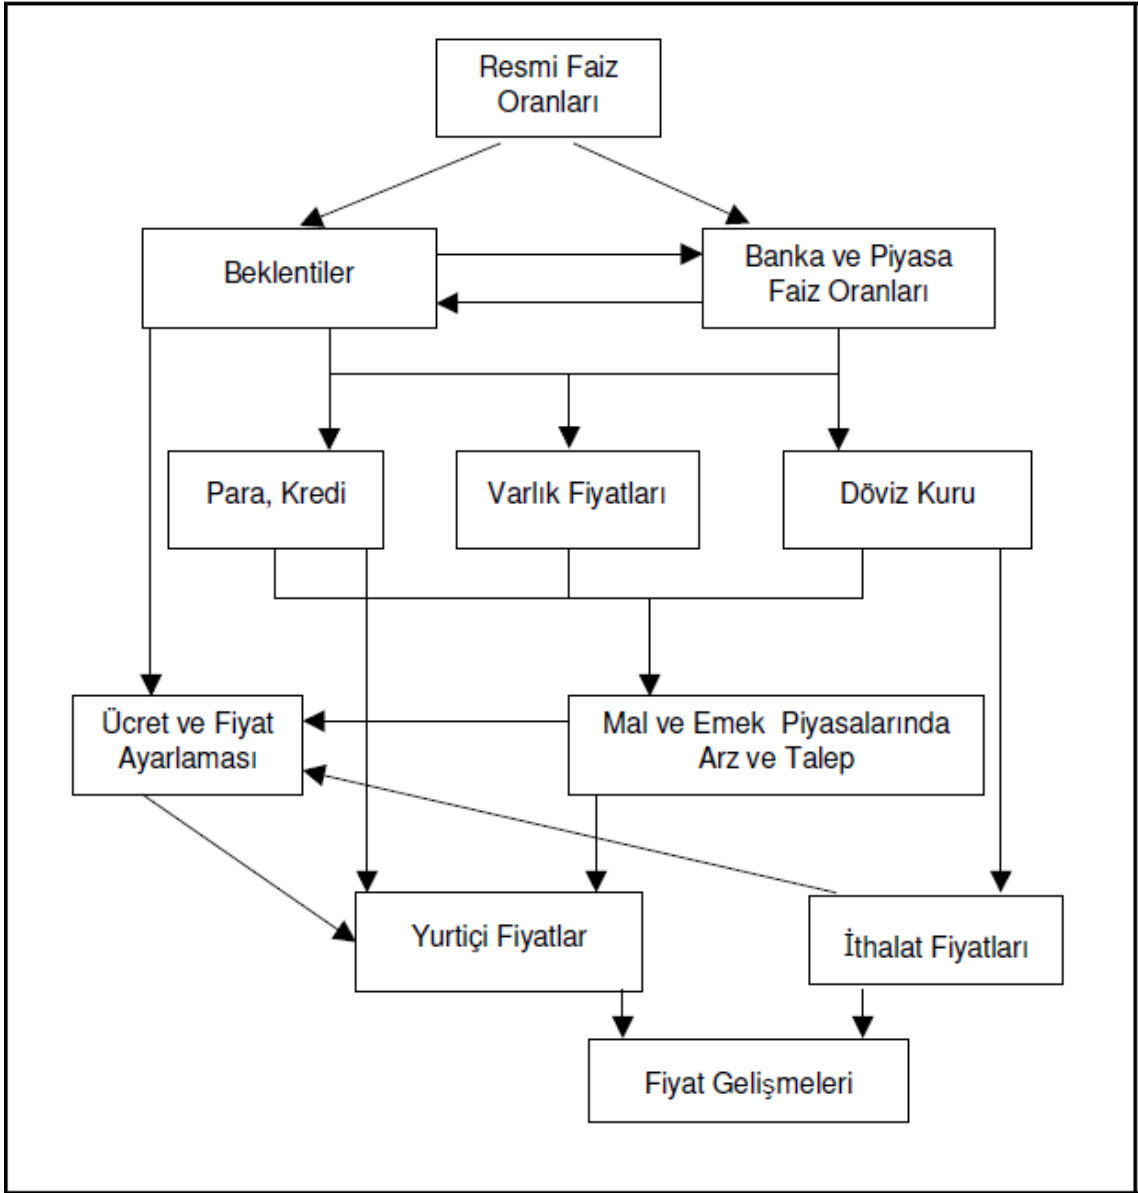 Resmi Faiz
Oranları
Beklentiler
Banka ve Piyasa
Faiz Oranları
Para, Kredi
Varlık Fiyatları
Döviz Kuru
Ücret ve Fiyat
Ayarlaması
Mal ve Emek Piyasalarında
Arz ve Talep
Yurtiçi Fiyatlar
İthalat Fiyatları
Fiyat Gelişmeleri